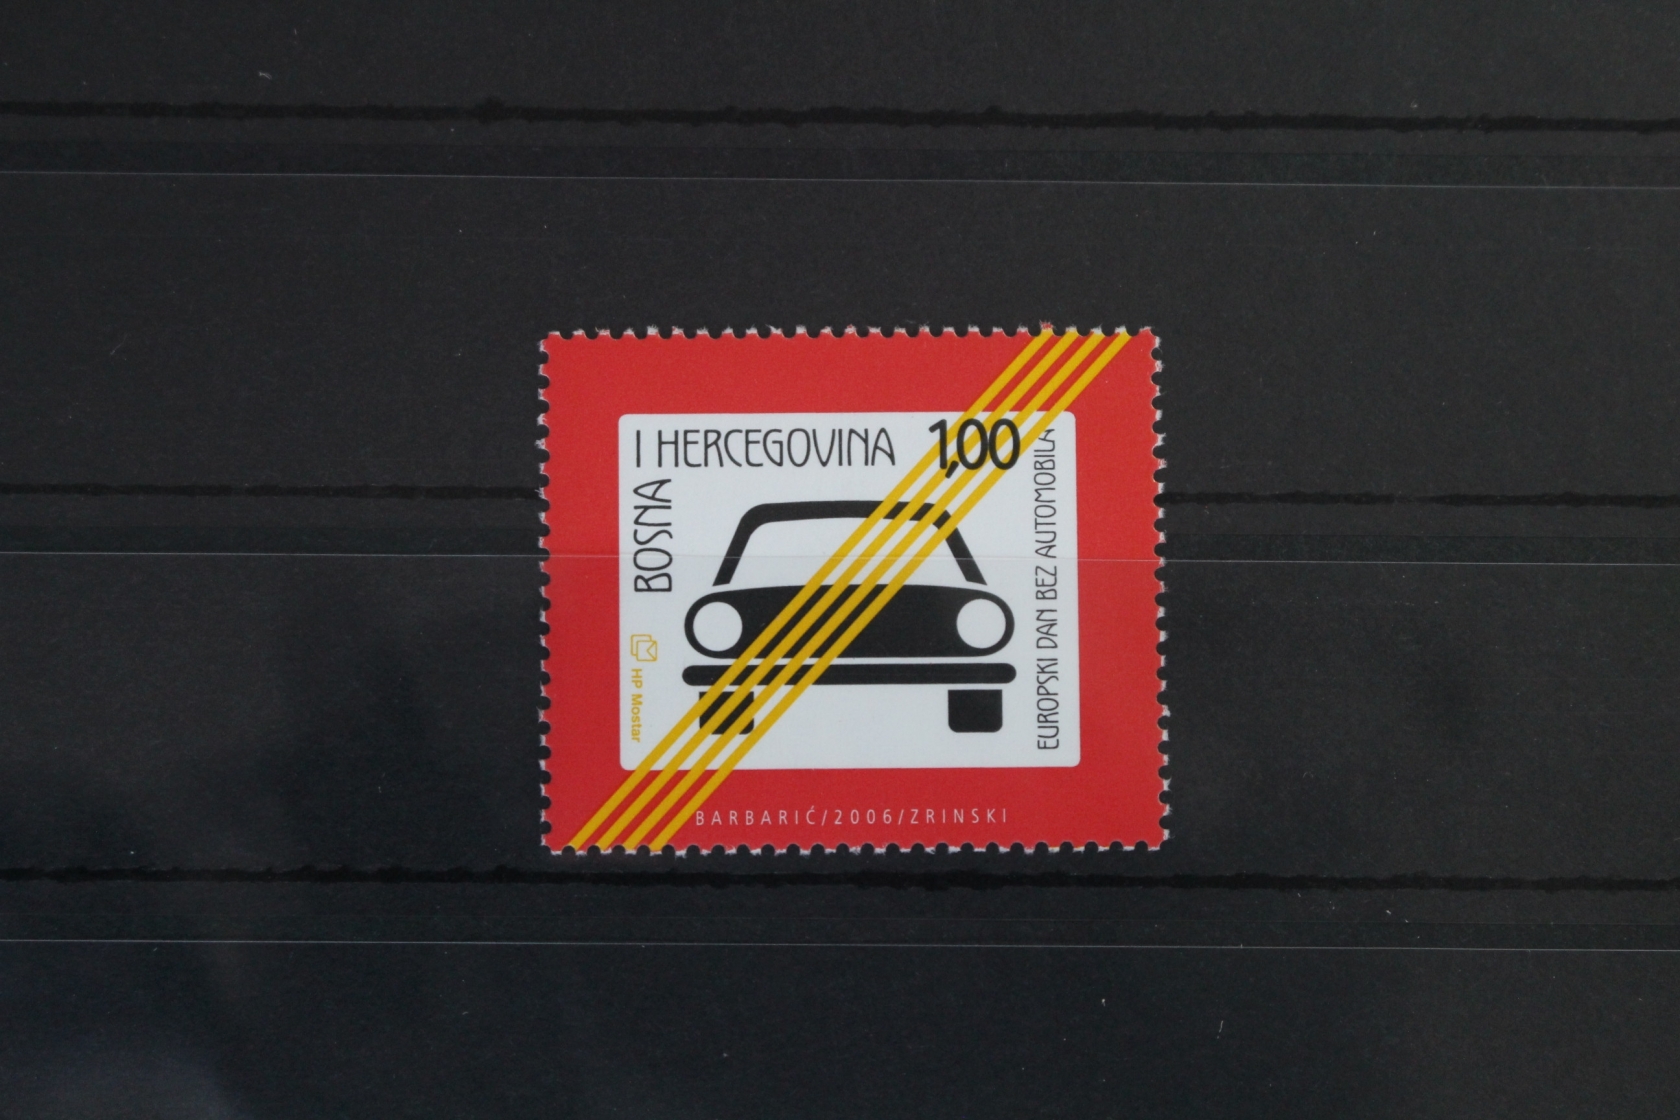 BOSNA
I HERCEGOVINA
1,00
EUROPSKI DAN BEZ AUTOMOBILA
HP Mostar
BARBARIĆ/2006/ZRINSKI